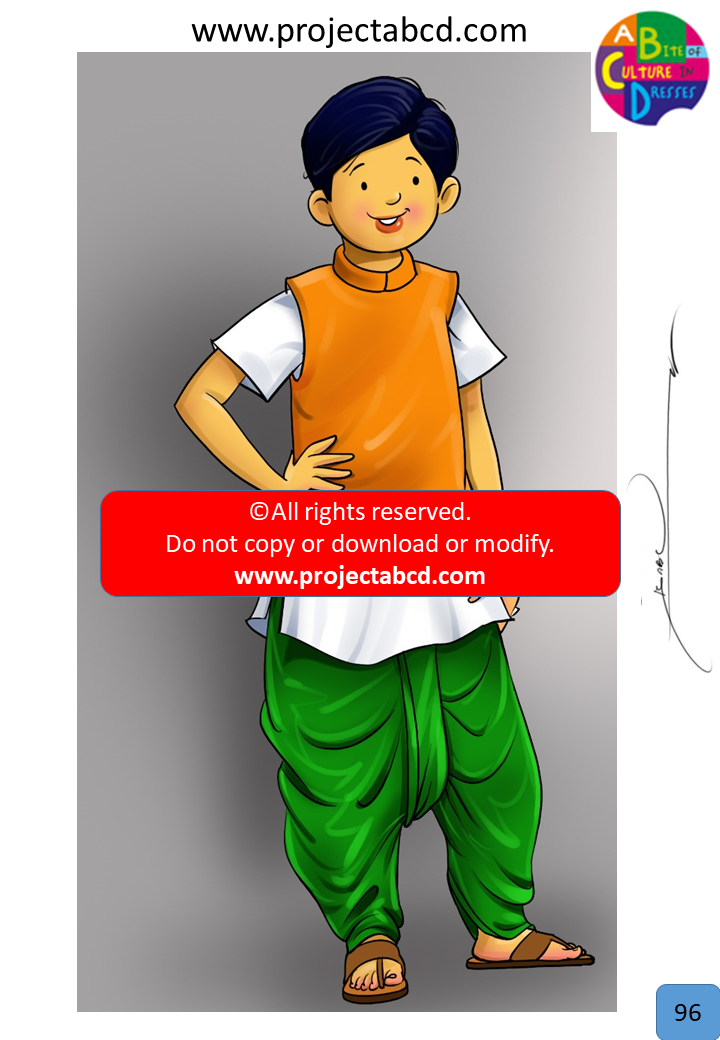 www.projectabcd.com
A BITE OF
CULTURE IN
DRESSES
©All rights reserved.
Do not copy or download or modify.
www.projectabcd.com
96